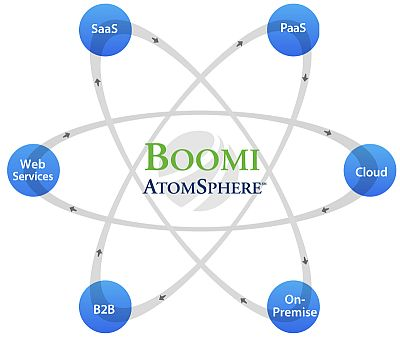 SaaS
PaaS
Web
Services
BOOMI
ATOMSPHERE™
Cloud
B2B
On-
Premise